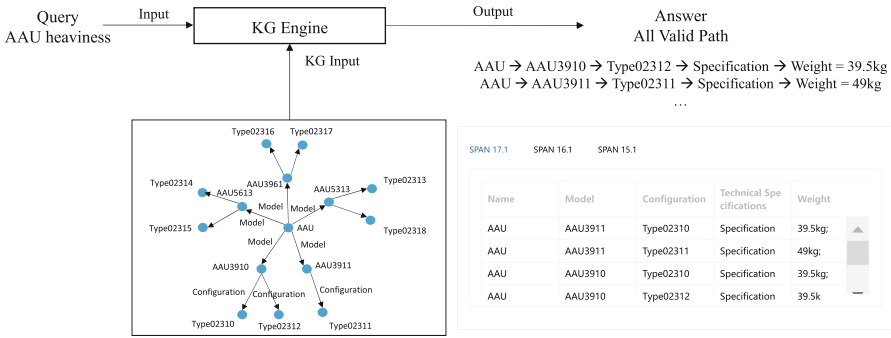 Query
AAU heaviness
Input
KG Engine
Output
Answer
All Valid Path
KG Input
AAU → AAU3910 → Type02312 → Specification → Weight = 39.5kg
AAU → AAU3911 → Type02311 → Specification → Weight = 49kg
…
Type02316
Type02317
Type02314
AAU5613
AAU3961
AAU5313
Type02313
Model
Model
Model
Type02315
AAU
Type02318
Model
Model
AAU3910
AAU3911
Configuration
Configuration
Configuration
Type02310
Type02312
Type02311
SPAN 17.1 SPAN 16.1 SPAN 15.1
Name Model Configuration Technical Spe
cifications Weight
AAU AAU3911 Type02310 Specification 39.5kg;
AAU AAU3911 Type02311 Specification 49kg;
AAU AAU3910 Type02310 Specification 39.5kg;
AAU AAU3910 Type02312 Specification 39.5k